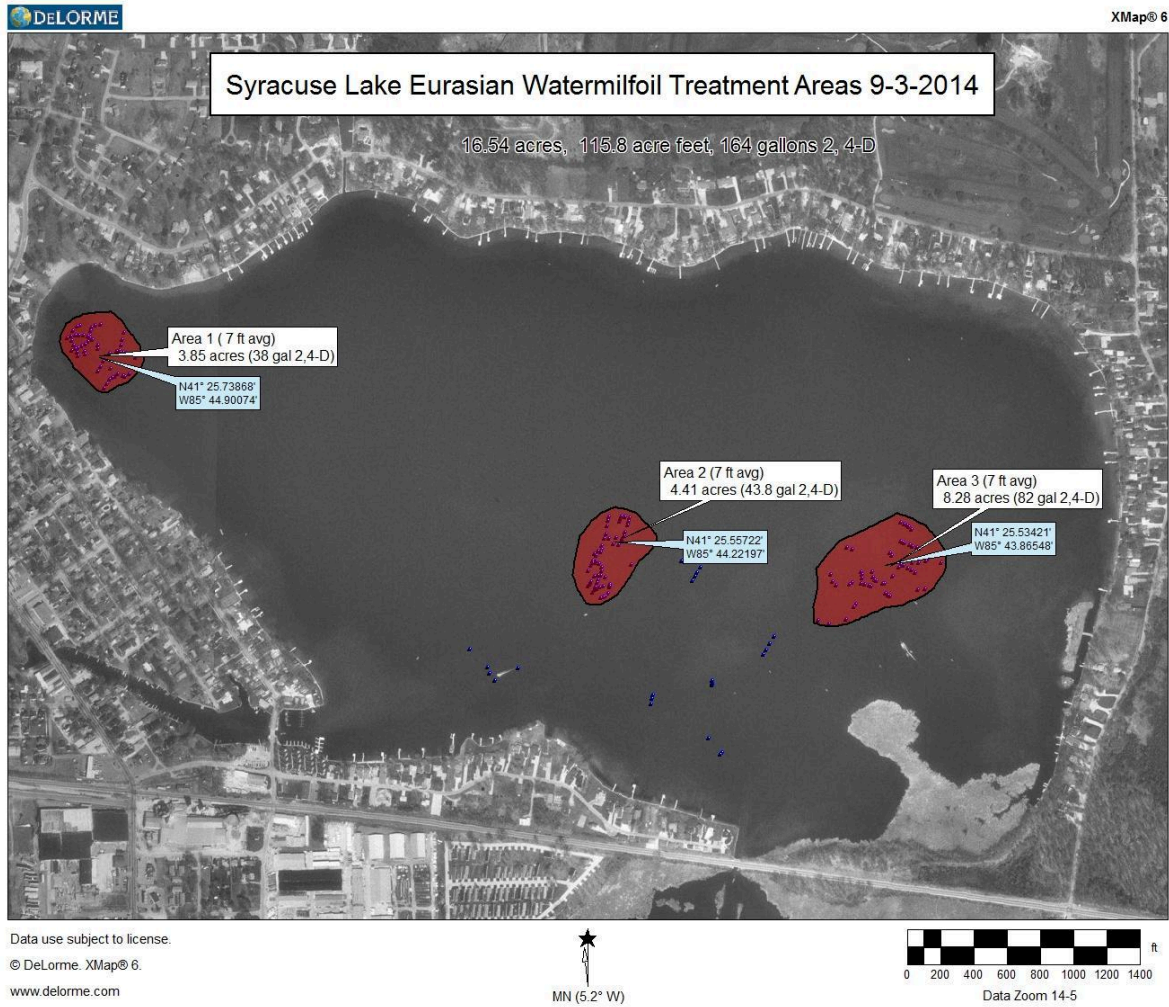 DELORME
XMap® 6
Syracuse Lake Eurasian Watermilfoil Treatment Areas 9-3-2014
16.54 acres, 115.8 acre feet, 164 gallons 2, 4-D
Area 1 ( 7 ft avg)
3.85 acres (38 gal 2,4-D)
N41° 25.73868'
W85° 44.90074'
Area 2 (7 ft avg)
4.41 acres (43.8 gal 2,4-D)
N41° 25.55722'
W85° 44.22197'
Area 3 (7 ft avg)
8.28 acres (82 gal 2,4-D)
N41° 25.53421'
W85° 43.86548'
Data use subject to license.
© DeLorme. XMap® 6.
www.delorme.com
MN (5.2° W)
ft
0 200 400 600 800 1000 1200 1400
Data Zoom 14-5